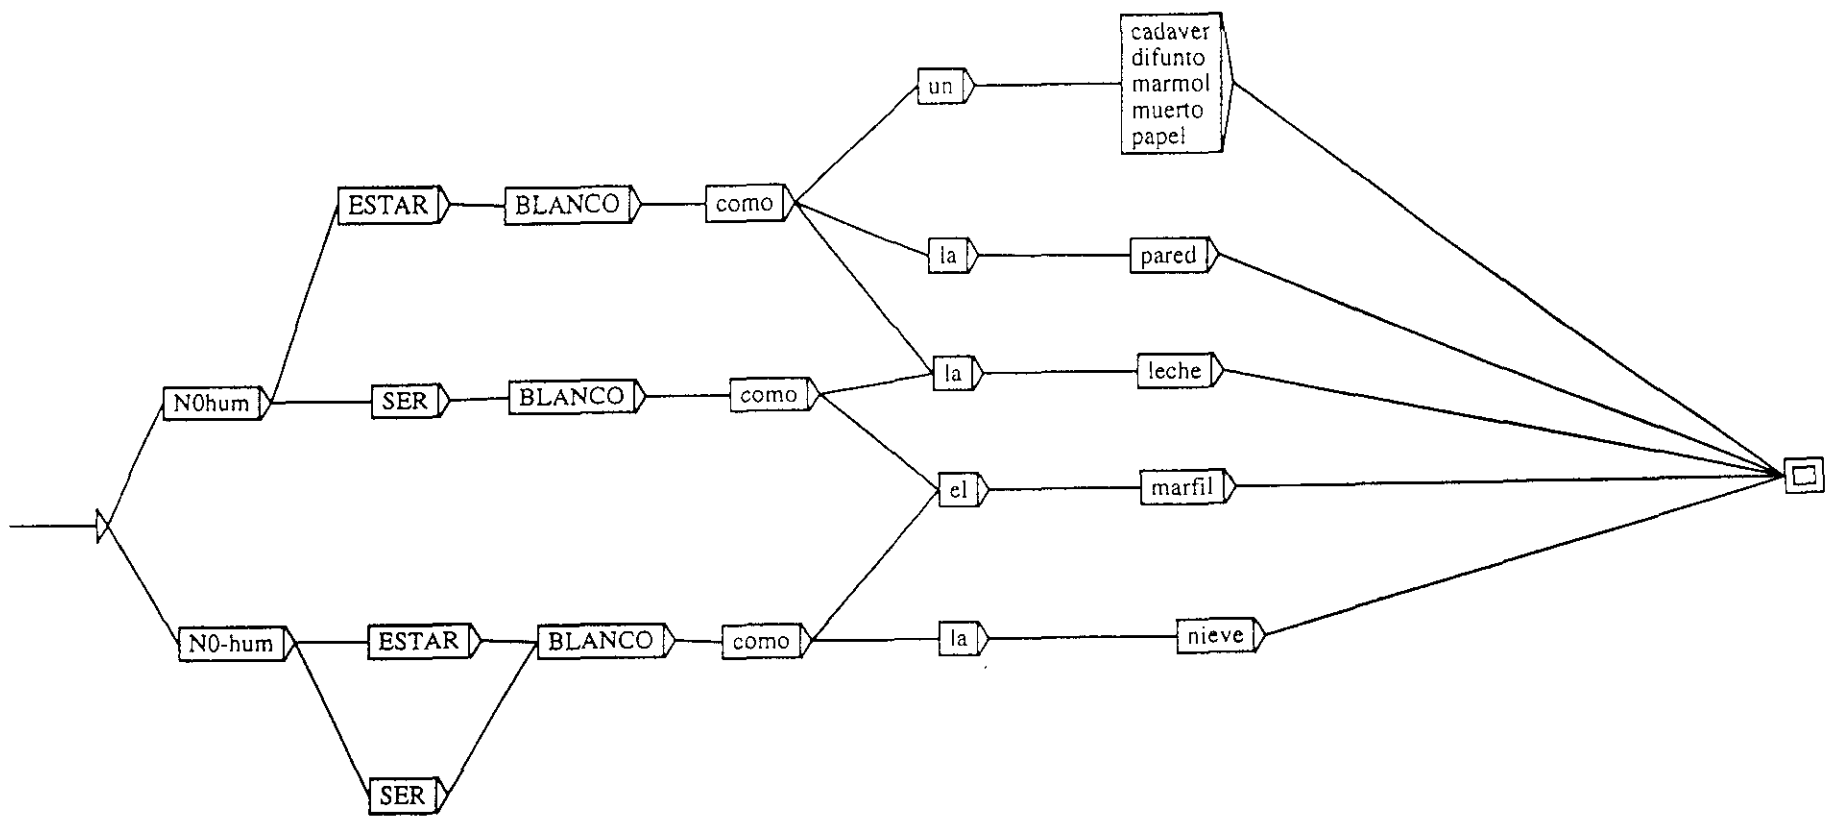 cadaver
difunto
marmol
muerto
papel
un
ESTAR BLANCO como
la pared
la leche
N0hum SER BLANCO como
el marfil
N0-hum ESTAR BLANCO como la nieve
SER